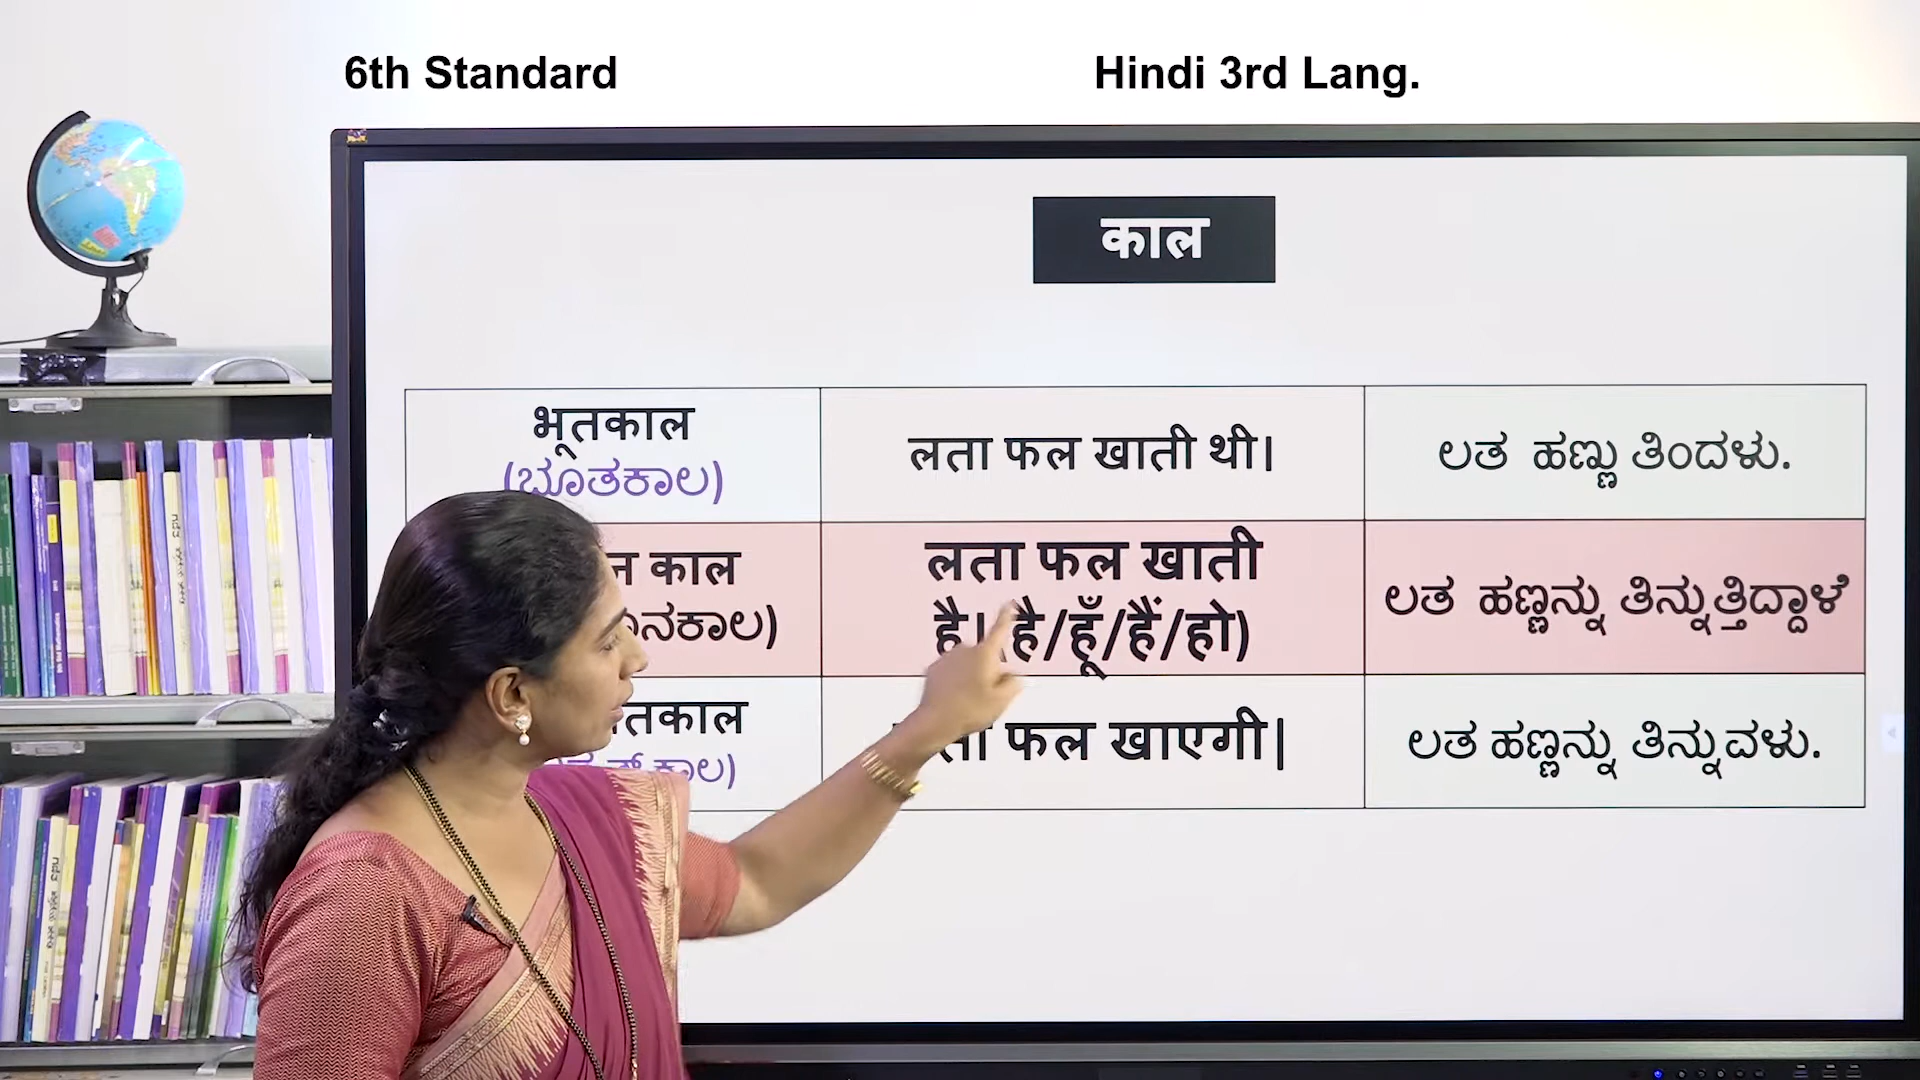 6th Standard
Hindi 3rd Lang.
काल
भूतकाल
(ಭೂತಕಾಲ)
लता फल खाती थी।
ಲತ ಹಣ್ಣು ತಿಂದಳು.
काल
लता फल खाती
है। (है/हूँ/हैं/हो)
ಲತ ಹಣ್ಣನ್ನು ತಿನ್ನುತ್ತಿದ್ದಾಳೆ
फल खाएगी|
ಲತ ಹಣ್ಣನ್ನು ತಿನ್ನುವಳು.